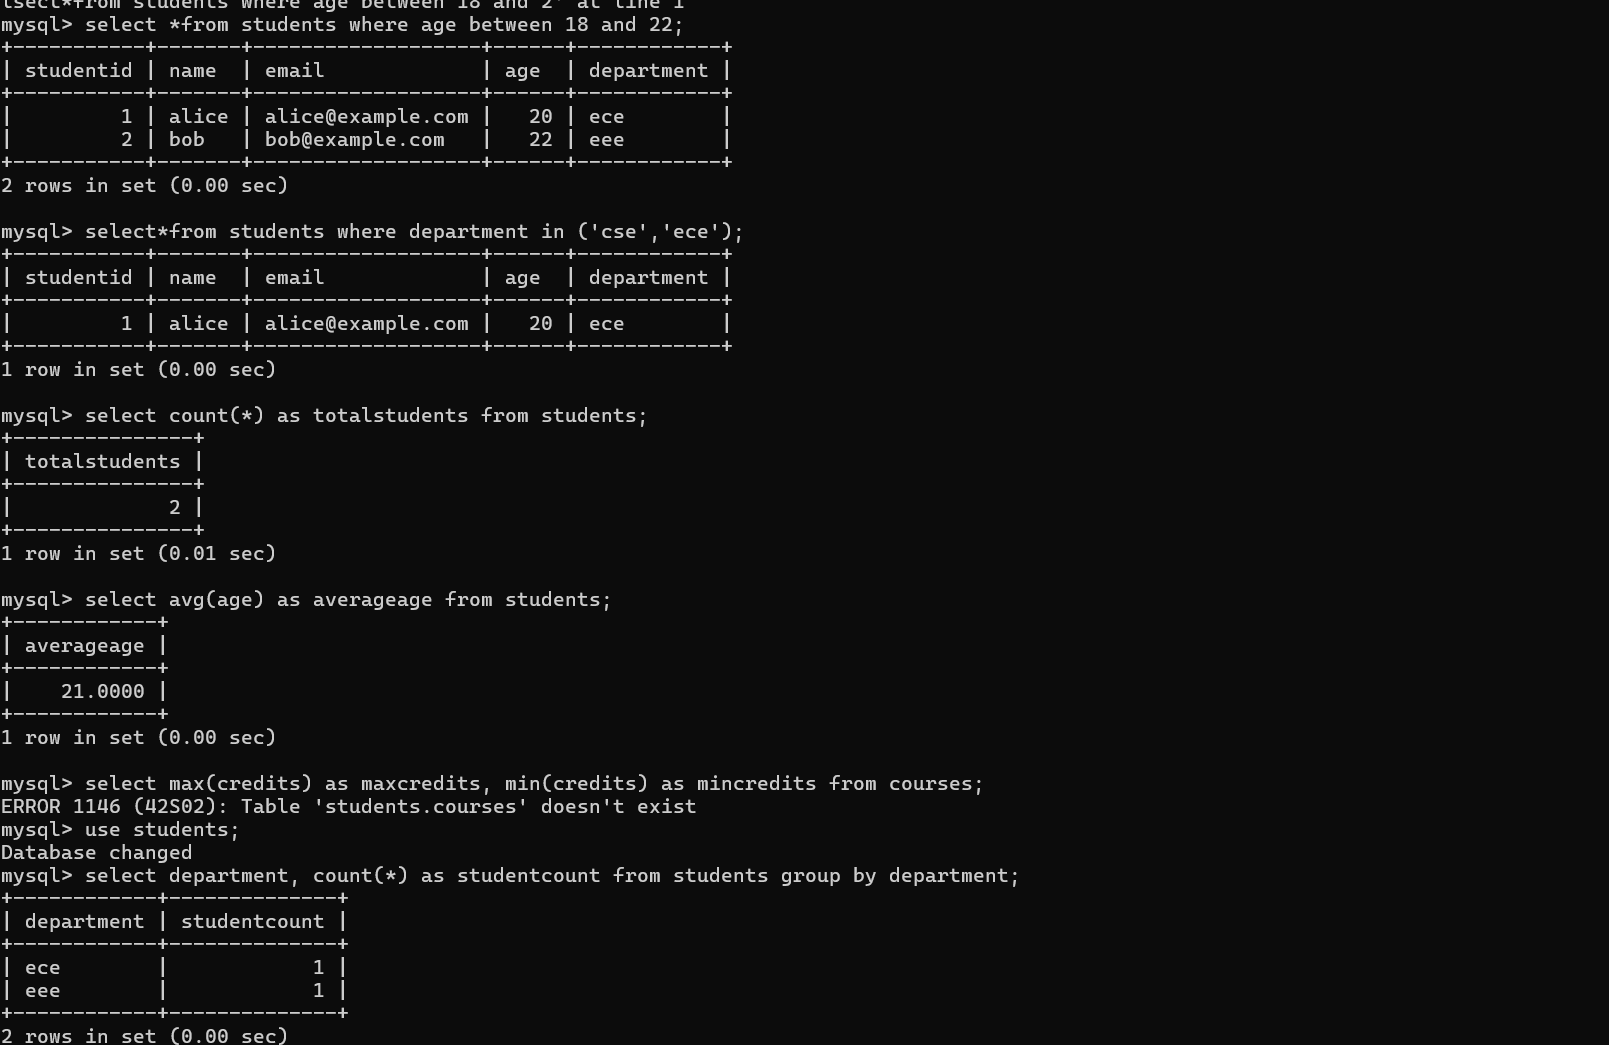 tsect*from students where age between 18 and 2' at line 1
mysql> select *from students where age between 18 and 22;
+-----------+-------+-------------------+------+------------+
| studentid | name  | email             | age  | department |
+-----------+-------+-------------------+------+------------+
|         1 | alice | alice@example.com |   20 | ece        |
|         2 | bob   | bob@example.com   |   22 | eee        |
+-----------+-------+-------------------+------+------------+
2 rows in set (0.00 sec)

mysql> select*from students where department in ('cse','ece');
+-----------+-------+-------------------+------+------------+
| studentid | name  | email             | age  | department |
+-----------+-------+-------------------+------+------------+
|         1 | alice | alice@example.com |   20 | ece        |
+-----------+-------+-------------------+------+------------+
1 row in set (0.00 sec)

mysql> select count(*) as totalstudents from students;
+---------------+
| totalstudents |
+---------------+
|             2 |
+---------------+
1 row in set (0.01 sec)

mysql> select avg(age) as averageage from students;
+------------+
| averageage |
+------------+
|    21.0000 |
+------------+
1 row in set (0.00 sec)

mysql> select max(credits) as maxcredits, min(credits) as mincredits from courses;
ERROR 1146 (42S02): Table 'students.courses' doesn't exist
mysql> use students;
Database changed
mysql> select department, count(*) as studentcount from students group by department;
+------------+--------------+
| department | studentcount |
+------------+--------------+
| ece        |            1 |
| eee        |            1 |
+------------+--------------+
2 rows in set (0.00 sec)